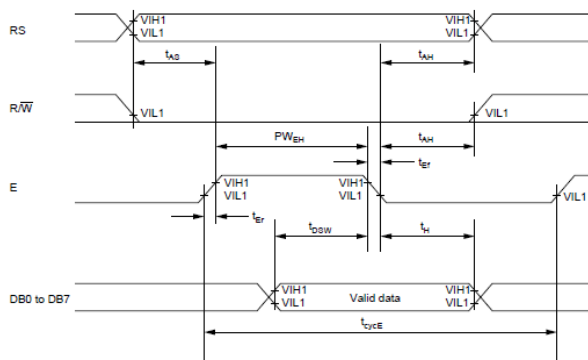 RS VIH1 VIL1 VIH1 VIL1
tAS tAH
R/W VIL1 VIL1
PWEH tAH
tEf
E VIH1 VIL1 VIH1 VIL1 VIL1
tEr tDSW tH
DB0 to DB7 VIH1 VIL1 Valid data VIH1 VIL1
tcycE